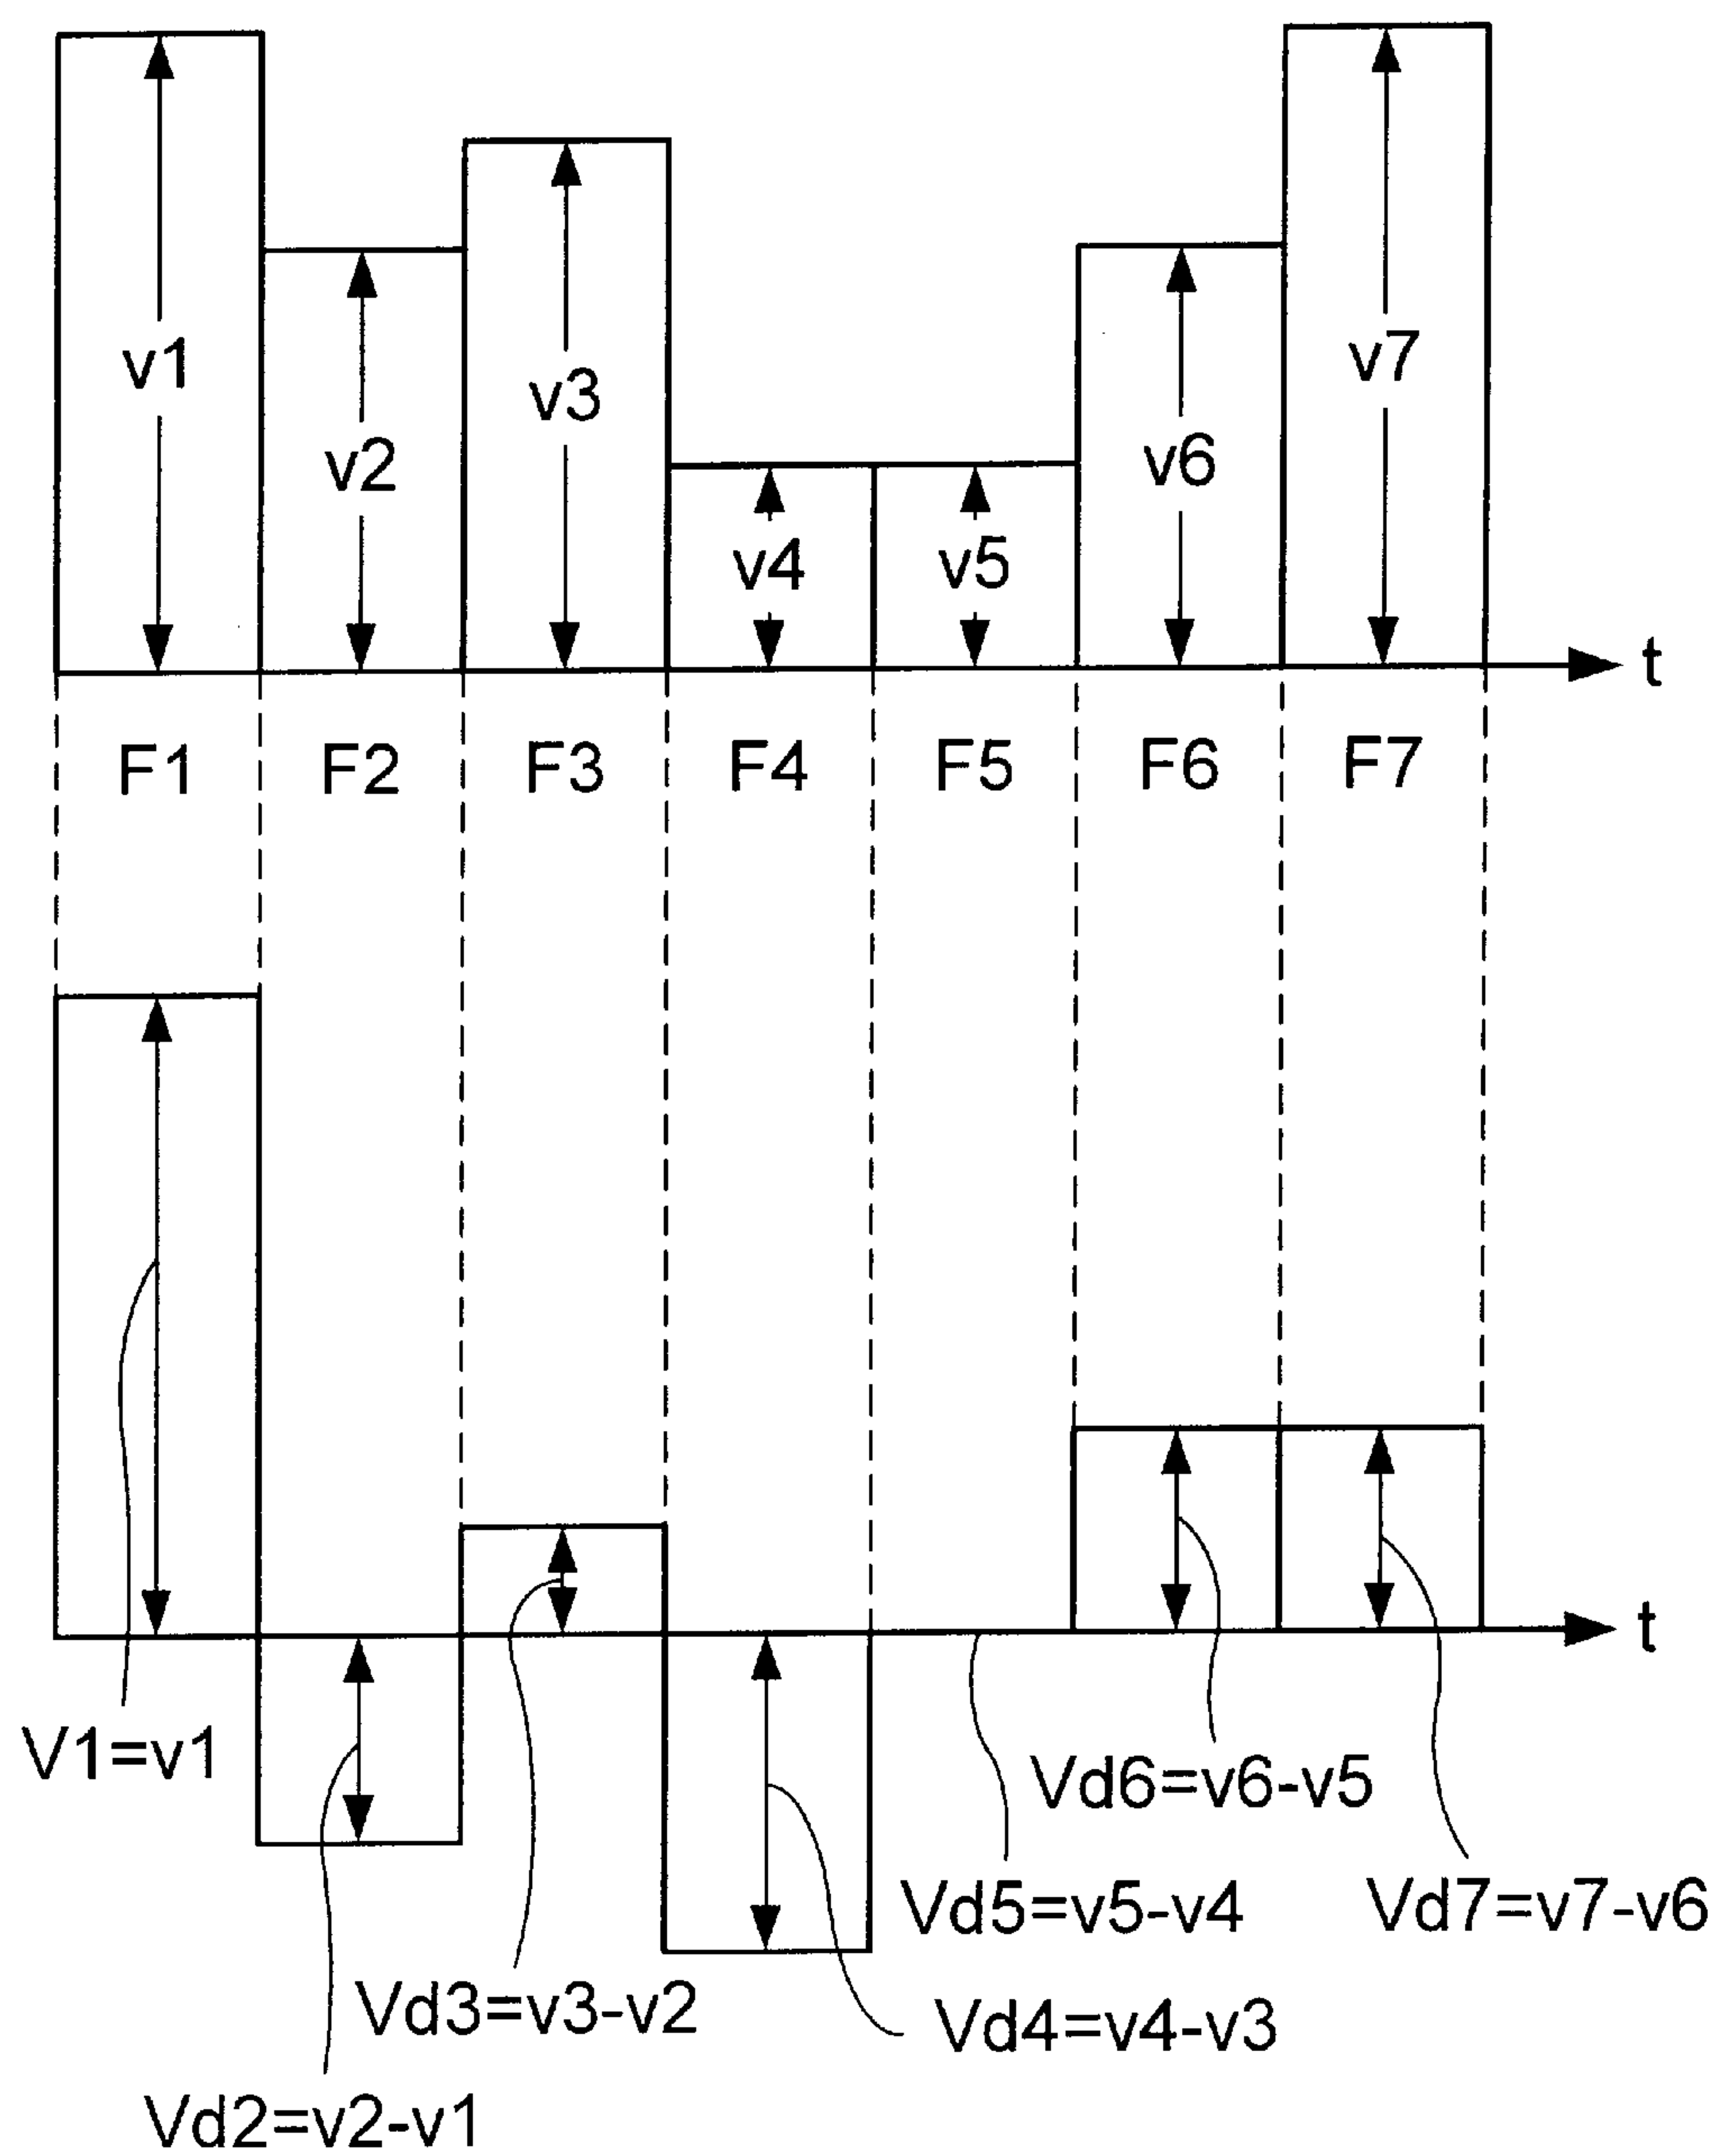 v1
v2
v3
v4
v5
v6
v7
t
F1 F2 F3 F4 F5 F6 F7
t
V1=v1
Vd6=v6-v5
Vd5=v5-v4
Vd7=v7-v6
Vd3=v3-v2
Vd4=v4-v3
Vd2=v2-v1